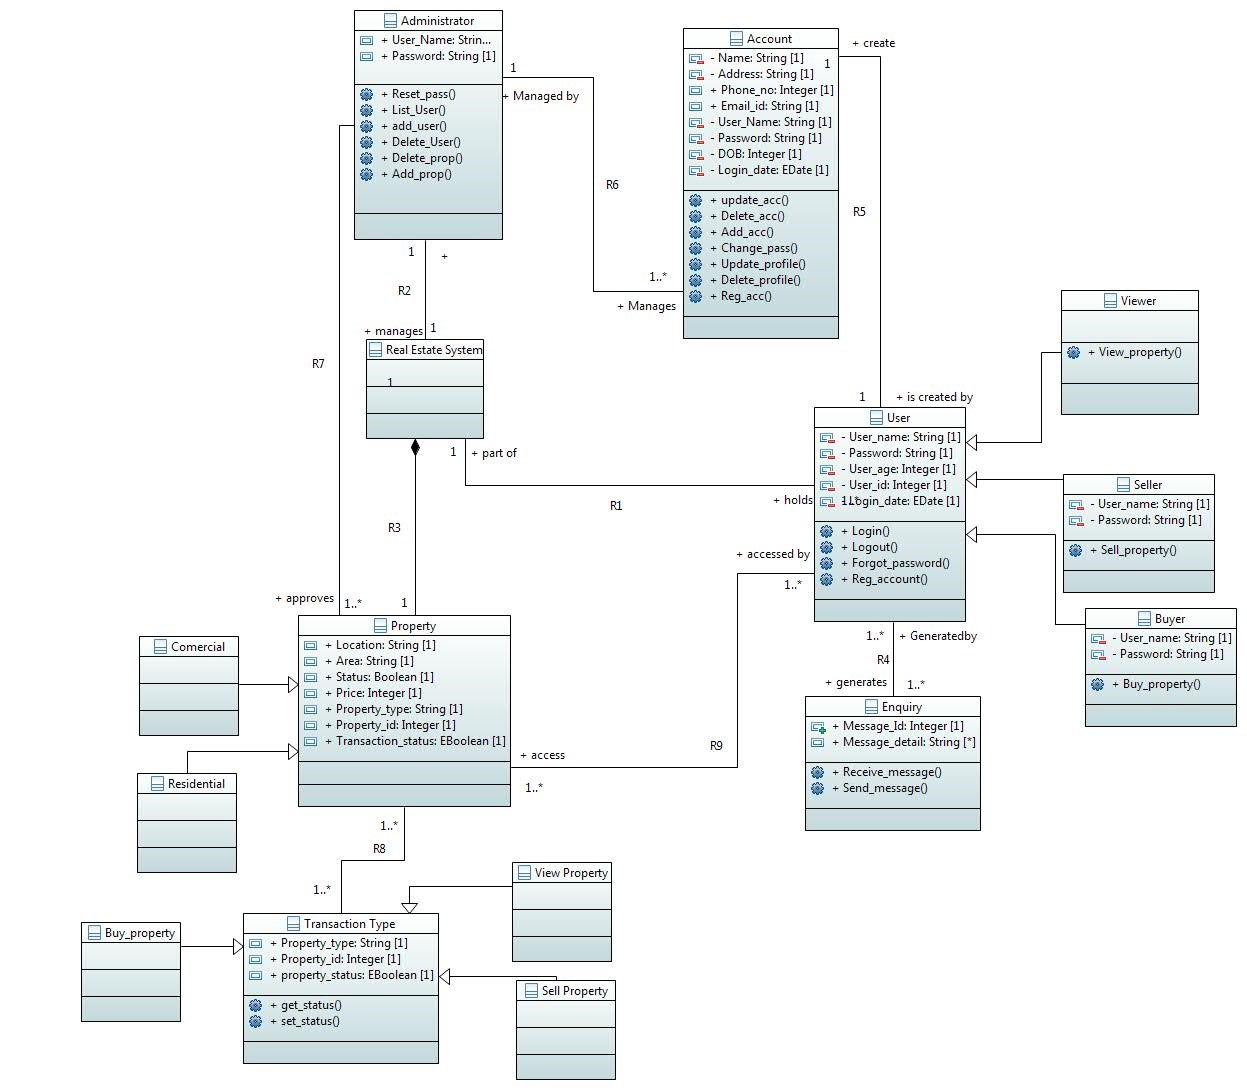 Administrator
+ User_Name: Strin...
+ Password: String [1]
+ Reset_pass()
+ List_User()
+ add_user()
+ Delete_User()
+ Delete_prop()
+ Add_prop()
1
+ Managed by
R6
1..*
+ Manages
Account
- Name: String [1]
- Address: String [1]
+ Phone_no: Integer [1]
+ Email_id: String [1]
- User_Name: String [1]
- Password: String [1]
- DOB: Integer [1]
- Login_date: EDate [1]
+ update_acc()
+ Delete_acc()
+ Add_acc()
+ Change_pass()
+ Update_profile()
+ Delete_profile()
+ Reg_acc()
1
+ create
R5
1
+ is created by
1
+
R2
+ manages
1
R7
Real Estate System
1
1
+ part of
R1
+ holds
1..*
R3
1
+ approves
1..*
Viewer
+ View_property()
User
- User_name: String [1]
- Password: String [1]
- User_age: Integer [1]
- User_id: Integer [1]
- Login_date: EDate [1]
+ Login()
+ Logout()
+ Forgot_password()
+ Reg_account()
Seller
- User_name: String [1]
- Password: String [1]
+ Sell_property()
Buyer
- User_name: String [1]
- Password: String [1]
+ Buy_property()
+ accessed by
1..*
1..*
+ Generatedby
R4
+ generates
1..*
Enquiry
+ Message_Id: Integer [1]
+ Message_detail: String [*]
+ Receive_message()
+ Send_message()
Property
+ Location: String [1]
+ Area: String [1]
+ Status: Boolean [1]
+ Price: Integer [1]
+ Property_type: String [1]
+ Property_id: Integer [1]
+ Transaction_status: EBoolean [1]
Comercial
Residential
R9
+ access
1..*
1..*
R8
1..*
View Property
Transaction Type
+ Property_type: String [1]
+ Property_id: Integer [1]
+ property_status: EBoolean [1]
+ get_status()
+ set_status()
Buy_property
Sell Property